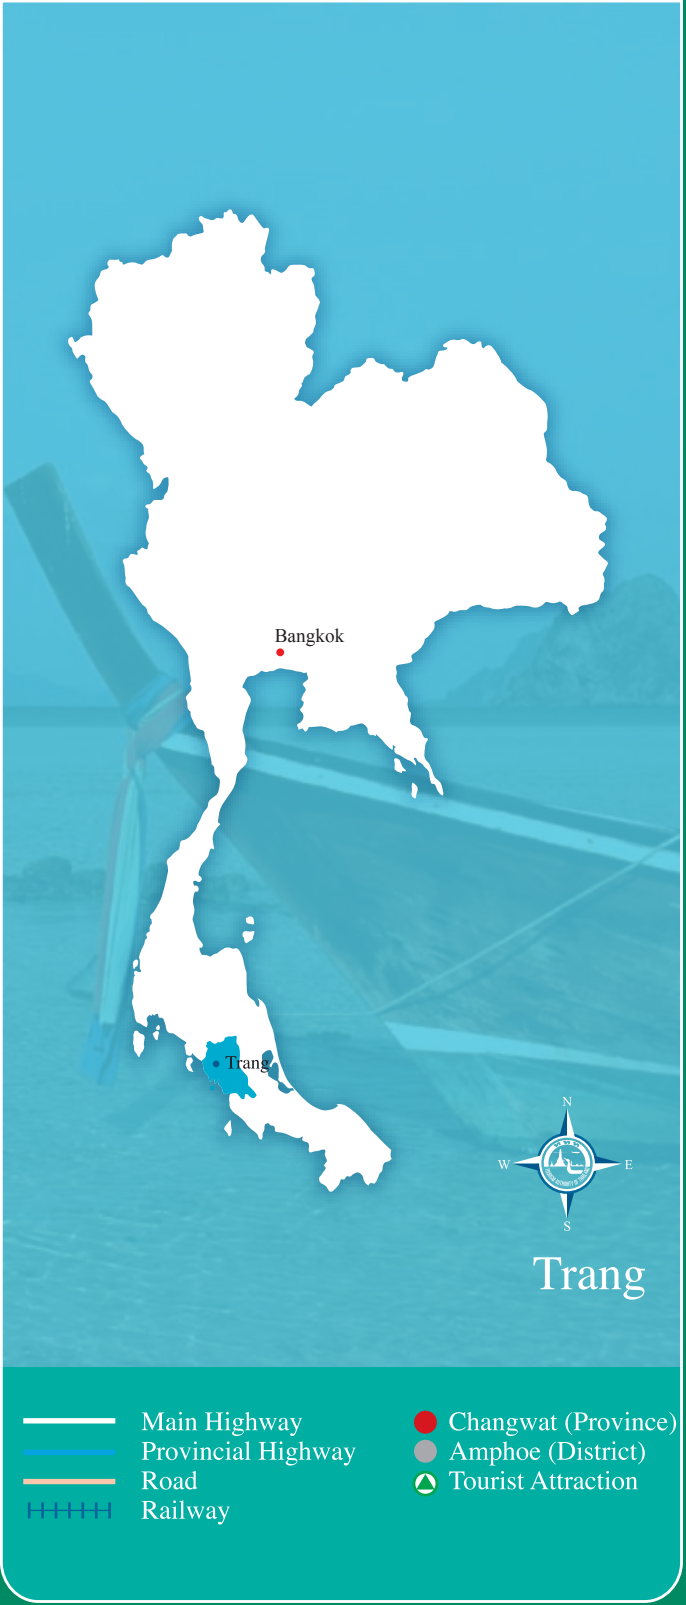 Bangkok
Trang
N
W
E
S
Trang
Main Highway
Provincial Highway
Road
Railway
Changwat (Province)
Amphoe (District)
Tourist Attraction